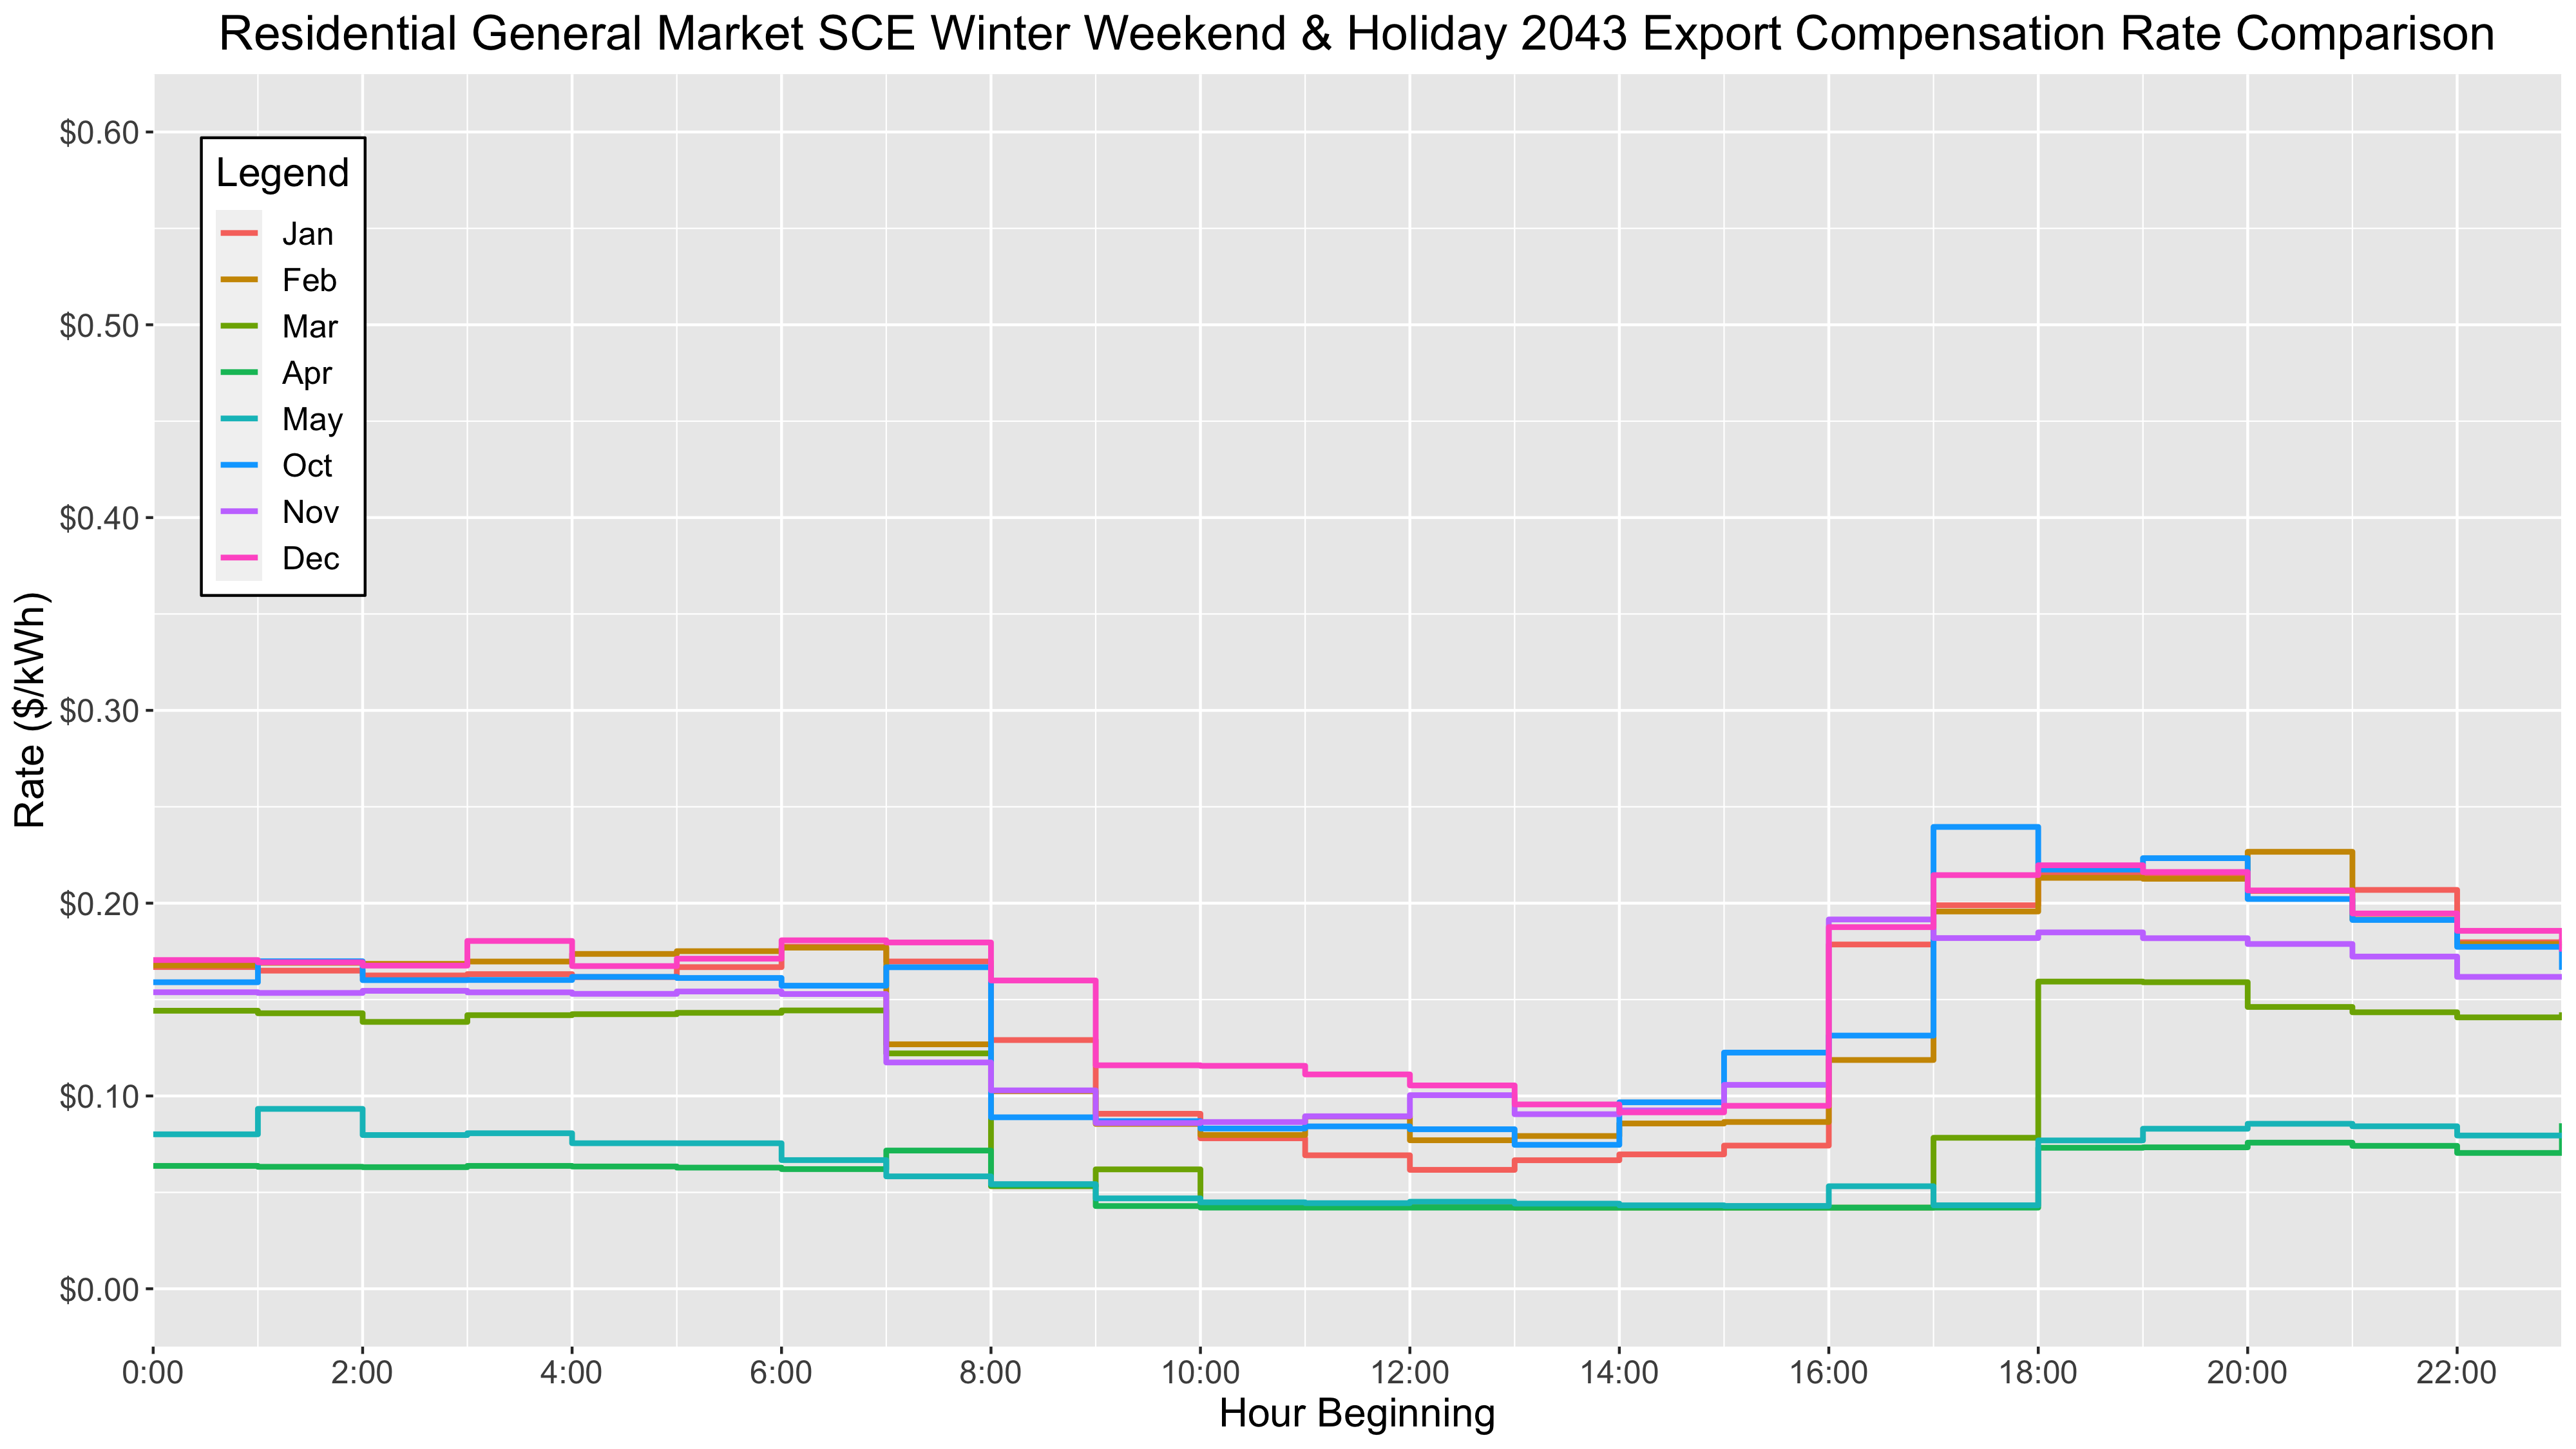 Residential General Market SCE Winter Weekend & Holiday 2043 Export Compensation Rate Comparison
$0.60
$0.50
$0.40
$0.30
$0.20
$0.10
$0.00
Rate ($/kWh)
Legend
Jan
Feb
Mar
Apr
May
Oct
Nov
Dec
0:00 2:00 4:00 6:00 8:00 10:00 12:00 14:00 16:00 18:00 20:00 22:00
Hour Beginning